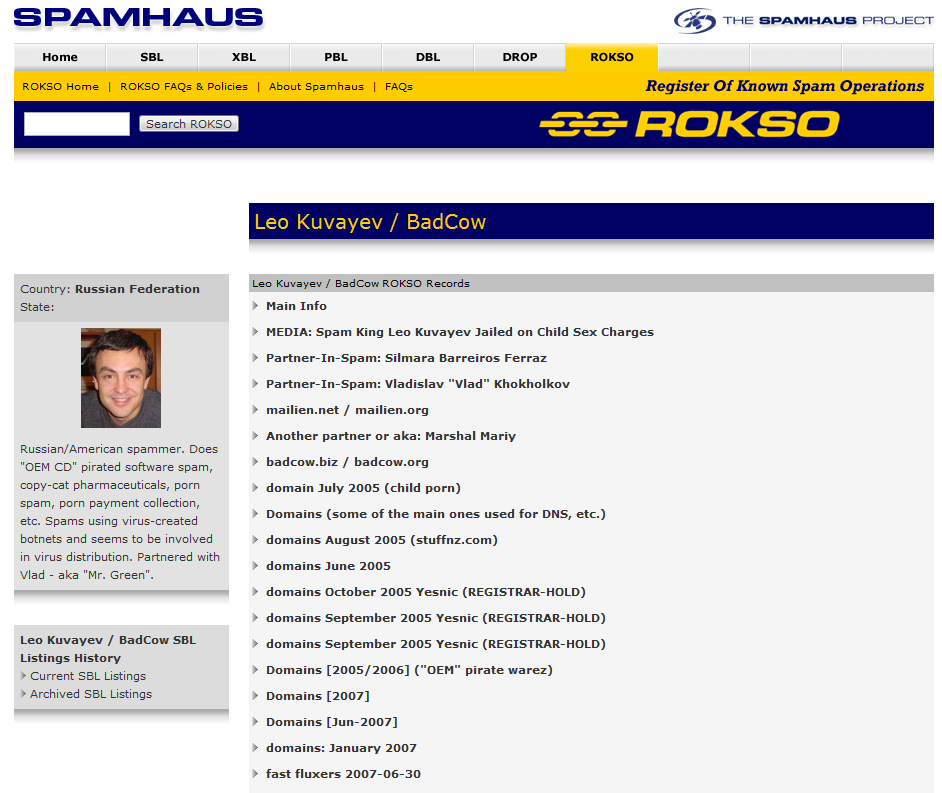 SPAMHAUS
THE SPAMHAUS PROJECT
Home SBL XBL PBL DBL DROP ROKSO
ROKSO Home | ROKSO FAQs & Policies | About Spamhaus | FAQs
Register Of Known Spam Operations
Search ROKSO
ROKSO
Leo Kuvayev / BadCow
Country: Russian Federation
State:
Russian/American spammer. Does
"OEM CD" pirated software spam,
copy-cat pharmaceuticals, porn
spam, porn payment collection,
etc. Spams using virus-created
botnets and seems to be involved
in virus distribution. Partnered with
Vlad - aka "Mr. Green".
Leo Kuvayev / BadCow SBL
Listings History
Current SBL Listings
Archived SBL Listings
Leo Kuvayev / BadCow ROKSO Records
Main Info
MEDIA: Spam King Leo Kuvayev Jailed on Child Sex Charges
Partner-In-Spam: Silmara Barreiros Ferraz
Partner-In-Spam: Vladislav "Vlad" Khokholkov
mailien.net / mailien.org
Another partner or aka: Marshal Mariy
badcow.biz / badcow.org
domain July 2005 (child porn)
Domains (some of the main ones used for DNS, etc.)
domains August 2005 (stuffnz.com)
domains June 2005
domains October 2005 Yesnic (REGISTRAR-HOLD)
domains September 2005 Yesnic (REGISTRAR-HOLD)
domains September 2005 Yesnic (REGISTRAR-HOLD)
Domains [2005/2006] ("OEM" pirate warez)
Domains [2007]
Domains [Jun-2007]
domains: January 2007
fast fluxers 2007-06-30